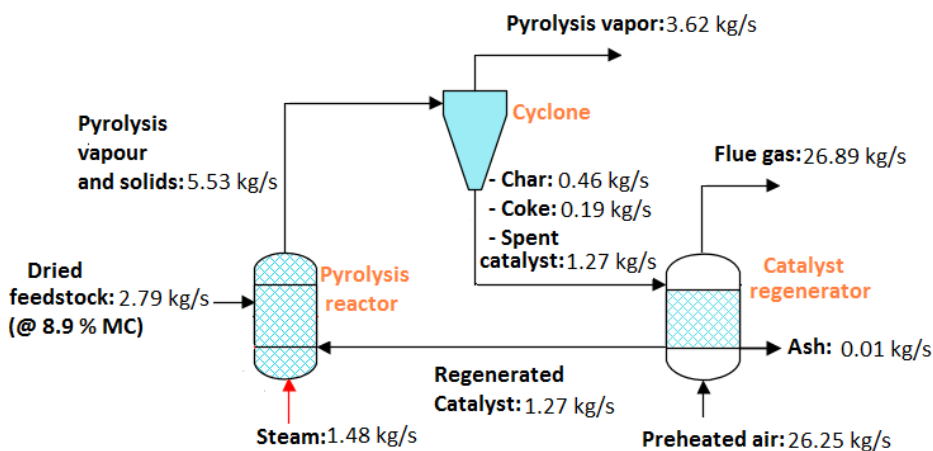 Pyrolysis vapor: 3.62 kg/s
Cyclone
Pyrolysis
vapour
and solids: 5.53 kg/s
Flue gas: 26.89 kg/s
- Char: 0.46 kg/s
- Coke: 0.19 kg/s
- Spent
catalyst: 1.27 kg/s
Dried
feedstock: 2.79 kg/s
(@ 8.9 % MC)
Pyrolysis
reactor
Catalyst
regenerator
Ash: 0.01 kg/s
Regenerated
Catalyst: 1.27 kg/s
Steam: 1.48 kg/s
Preheated air: 26.25 kg/s